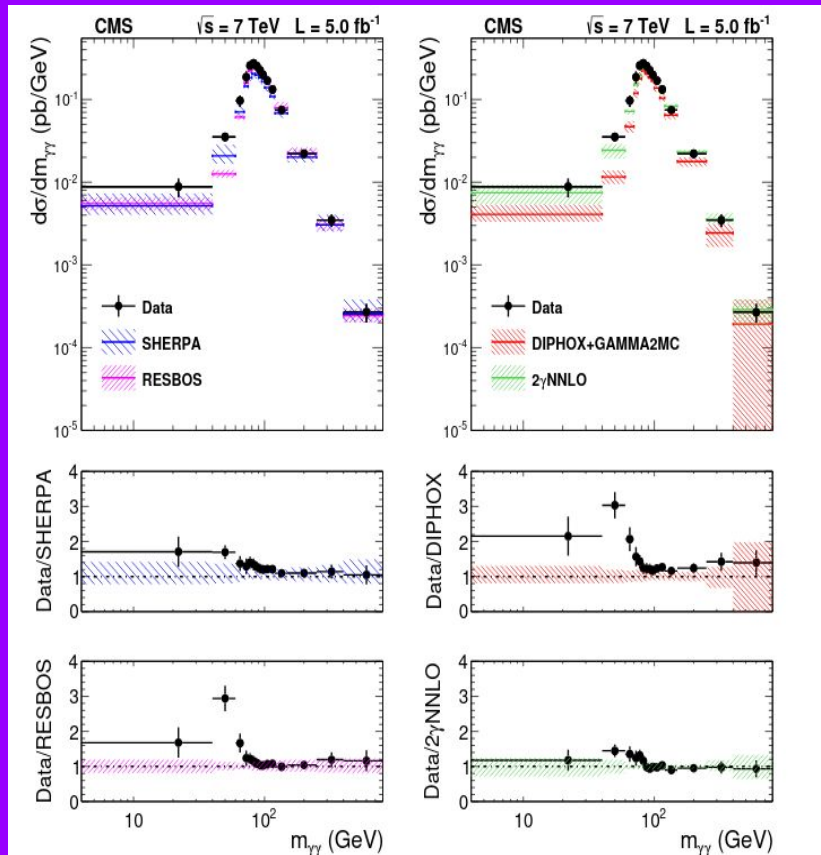 CMS √s = 7 TeV L = 5.0 fb⁻¹
dσ/dm_γγ (pb/GeV)
10⁻¹
10⁻²
10⁻³
10⁻⁴
10⁻⁵
Data
SHERPA
RESBOS
CMS √s = 7 TeV L = 5.0 fb⁻¹
dσ/dm_γγ (pb/GeV)
10⁻¹
10⁻²
10⁻³
10⁻⁴
10⁻⁵
Data
DIPHOX+GAMMA2MC
2γNNLO
Data/SHERPA
4
3
2
1
0
Data/DIPHOX
4
3
2
1
0
Data/RESBOS
4
3
2
1
0
10 10²
m_γγ (GeV)
Data/2γNNLO
4
3
2
1
0
10 10²
m_γγ (GeV)